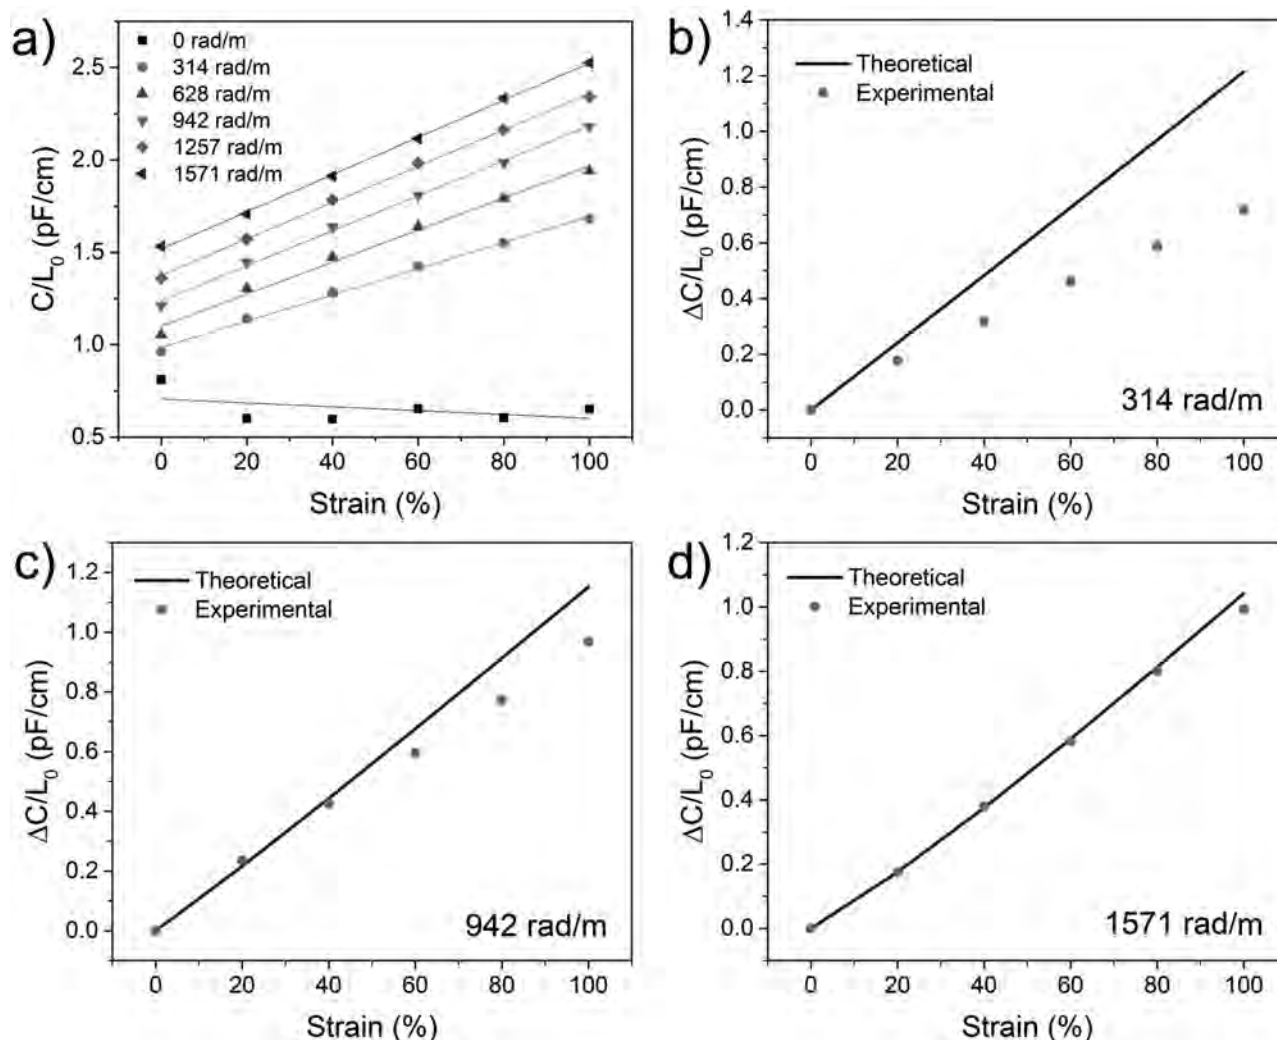 a)
0 rad/m
314 rad/m
628 rad/m
942 rad/m
1257 rad/m
1571 rad/m
2.5
2.0
1.5
1.0
0.5
C/L₀ (pF/cm)
0 20 40 60 80 100
Strain (%)
b)
Theoretical
Experimental
1.4
1.2
1.0
0.8
0.6
0.4
0.2
0.0
ΔC/L₀ (pF/cm)
314 rad/m
0 20 40 60 80 100
Strain (%)
c)
Theoretical
Experimental
1.2
1.0
0.8
0.6
0.4
0.2
0.0
ΔC/L₀ (pF/cm)
942 rad/m
0 20 40 60 80 100
Strain (%)
d)
Theoretical
Experimental
1.2
1.0
0.8
0.6
0.4
0.2
0.0
ΔC/L₀ (pF/cm)
1571 rad/m
0 20 40 60 80 100
Strain (%)